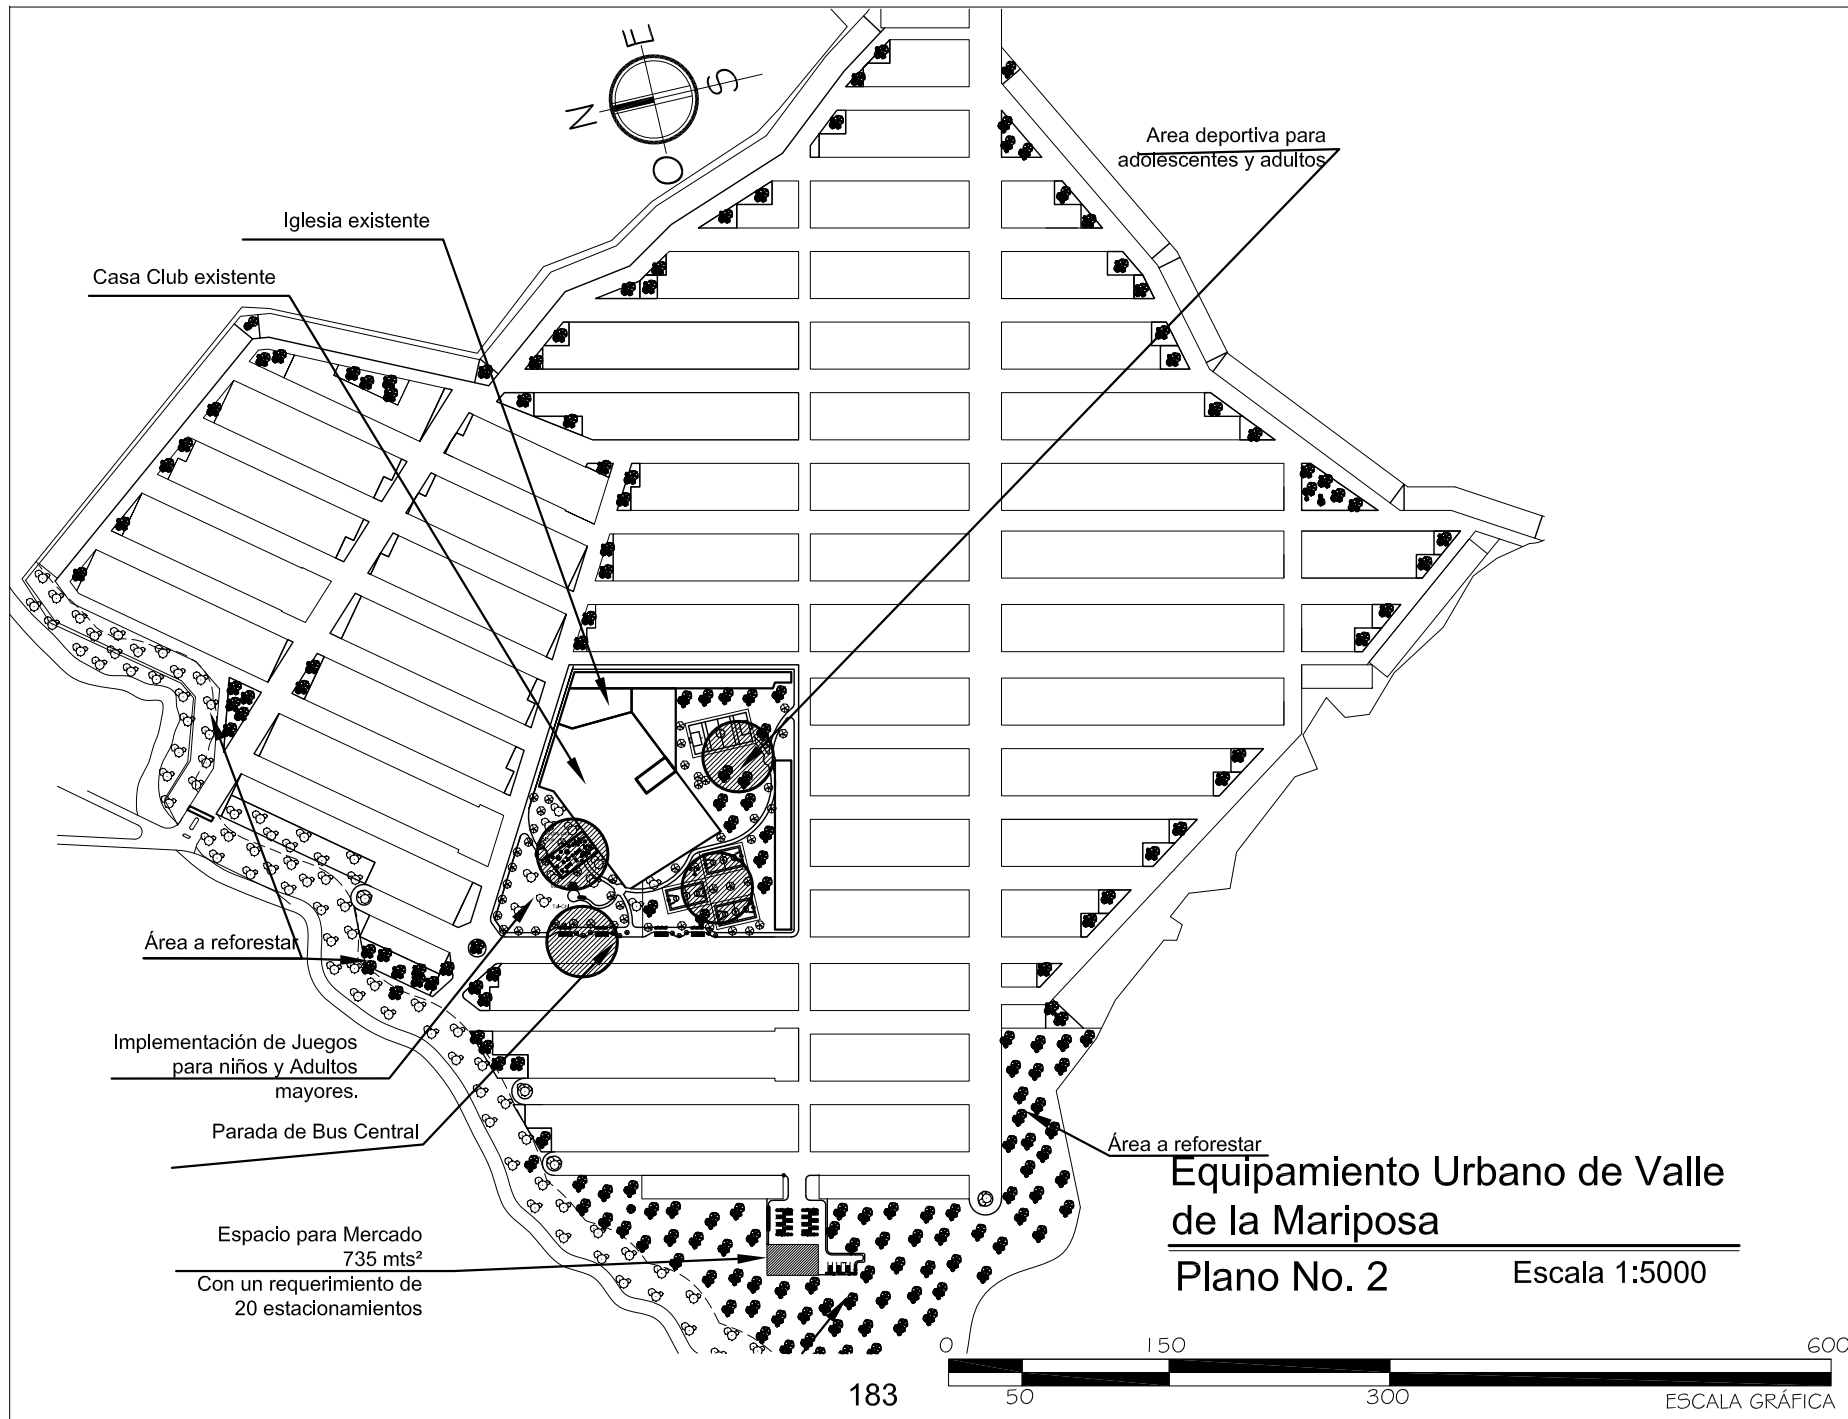 E
S
N
O
Area deportiva para
adolescentes y adultos
Iglesia existente
Casa Club existente
Área a reforestar
Implementación de Juegos
para niños y Adultos
mayores.
Parada de Bus Central
Área a reforestar
Espacio para Mercado
735 mts²
Con un requerimiento de
20 estacionamientos
Equipamiento Urbano de Valle
de la Mariposa
Plano No. 2
Escala 1:5000
0
150
600
50
300
ESCALA GRÁFICA
183